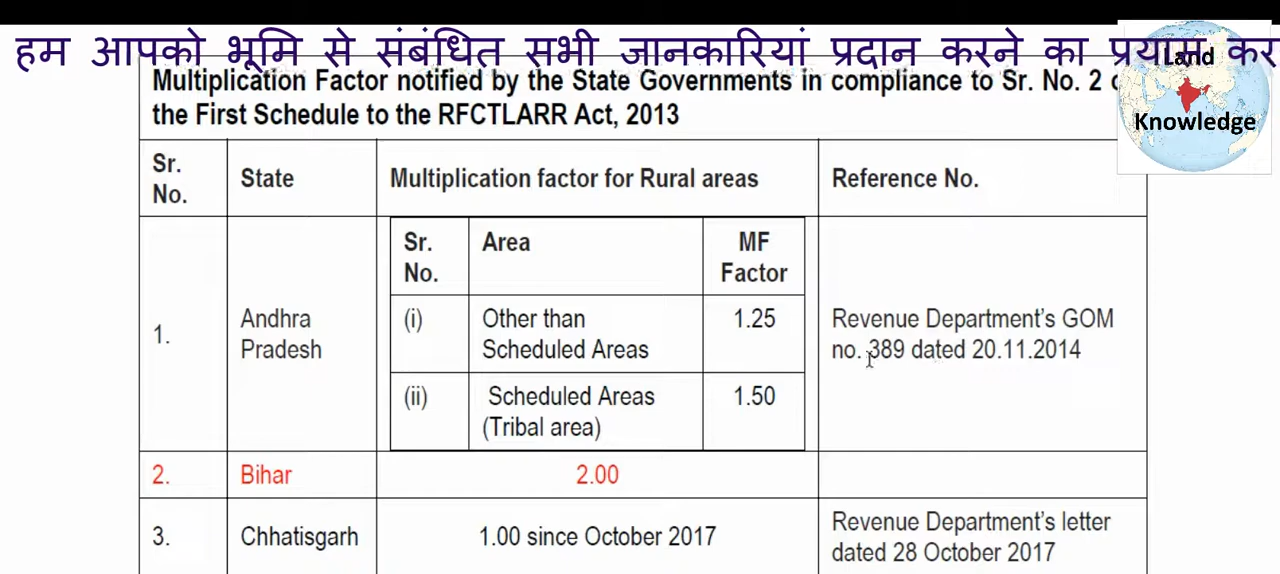 हम आपको भूमि से संबंधित सभी जानकारियां प्रदान करने का प्रयास कर
Land
Knowledge
Multiplication Factor notified by the State Governments in compliance to Sr. No. 2
the First Schedule to the RFCTLARR Act, 2013
Sr. No. State Multiplication factor for Rural areas Reference No.
Sr. No. Area MF Factor
1. Andhra Pradesh
(i) Other than Scheduled Areas 1.25
(ii) Scheduled Areas (Tribal area) 1.50
Revenue Department's GOM
no. 389 dated 20.11.2014
2. Bihar 2.00
3. Chhatisgarh 1.00 since October 2017
Revenue Department's letter
dated 28 October 2017